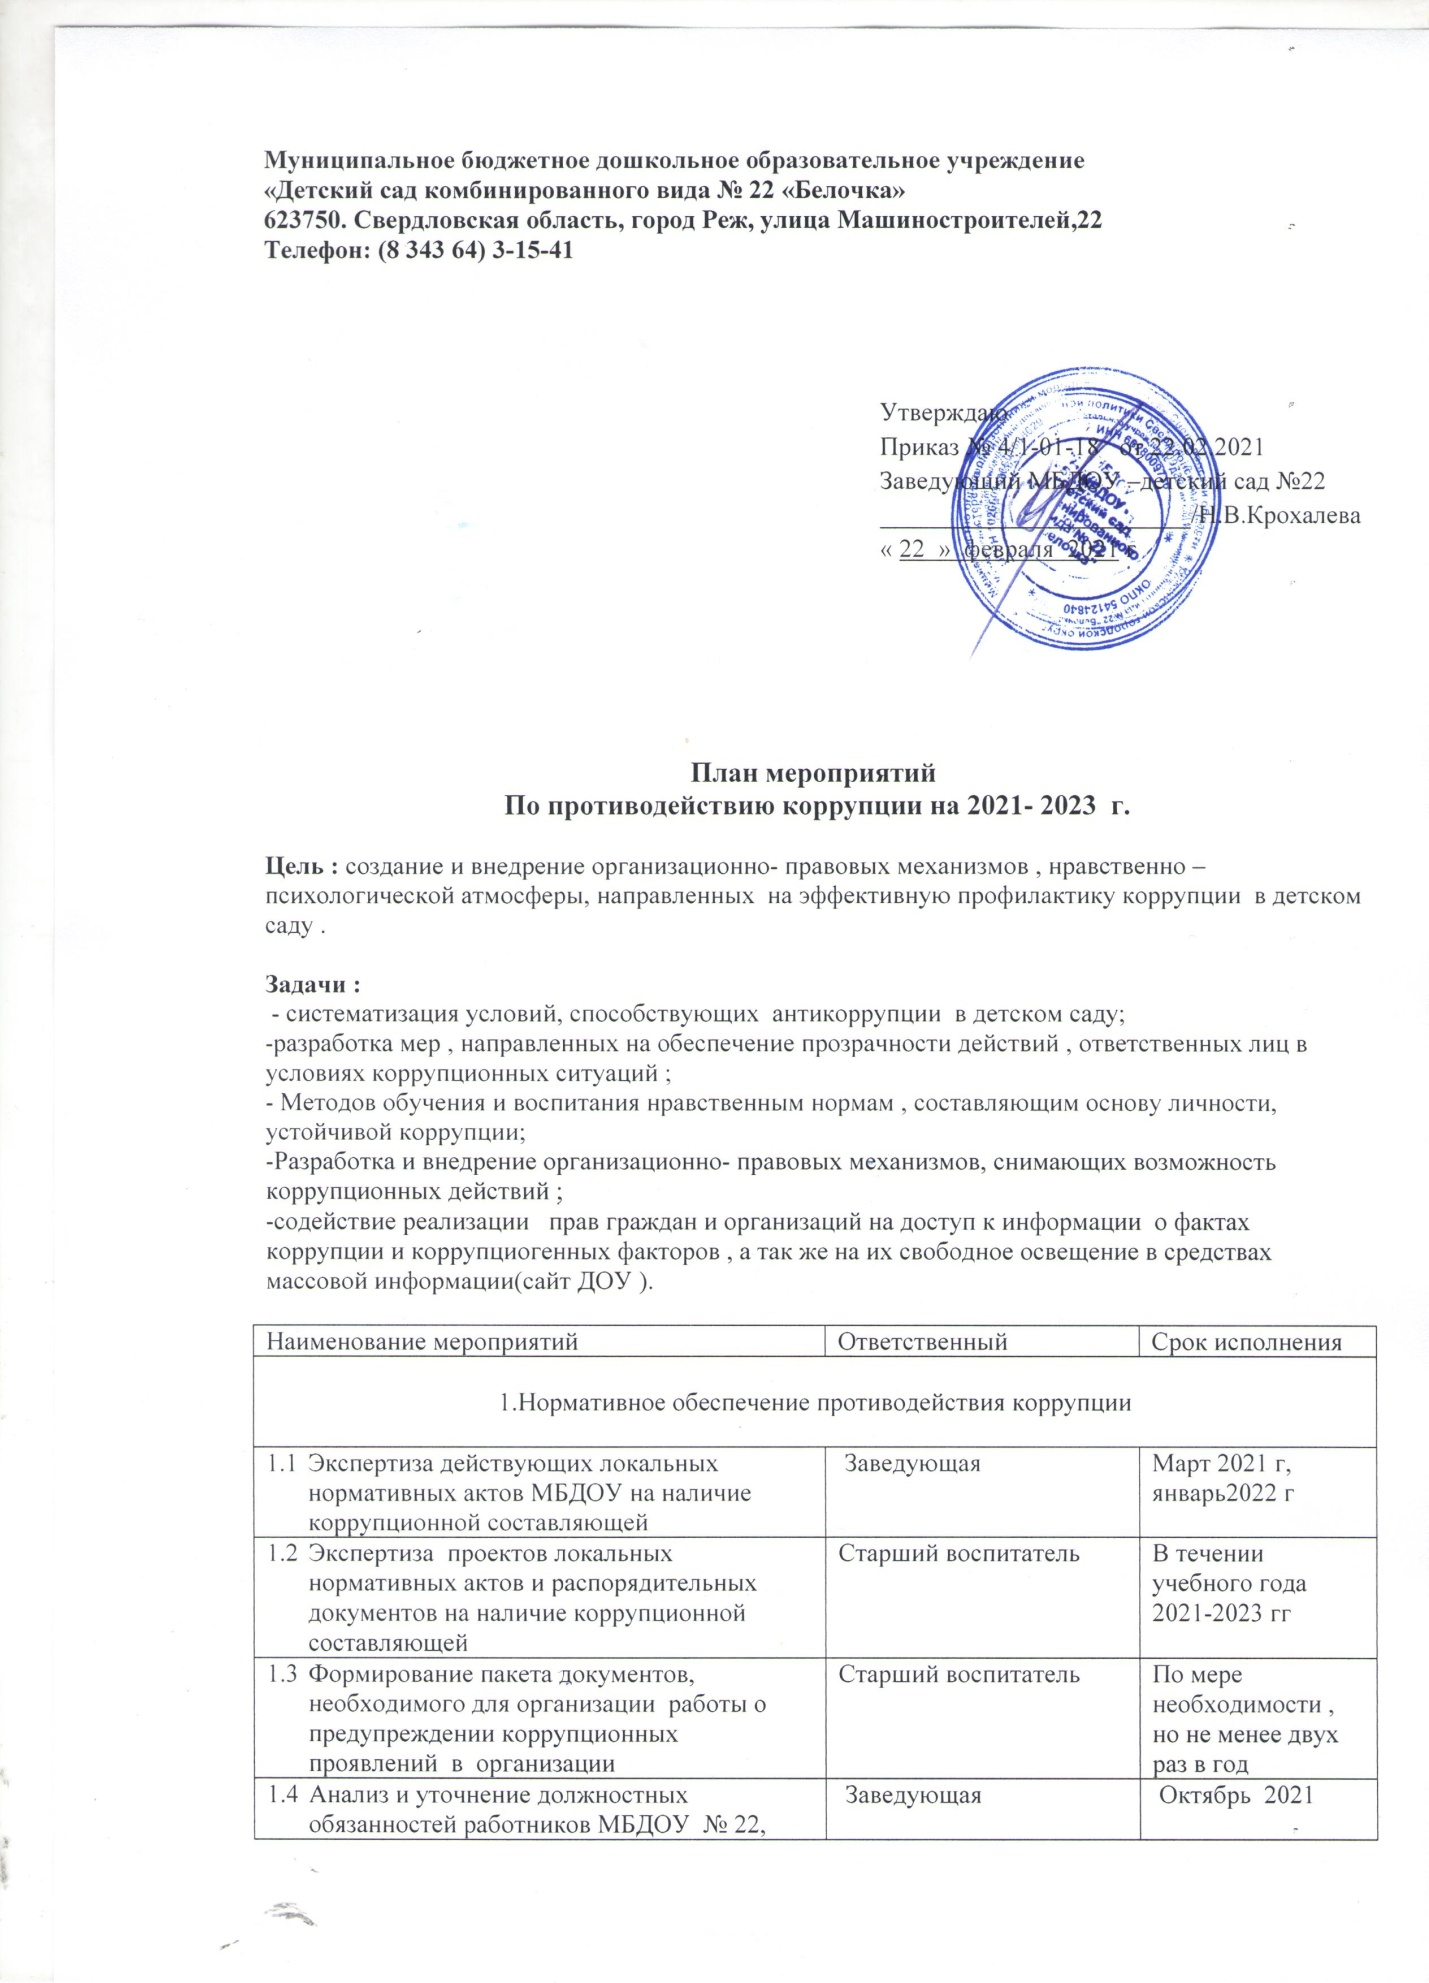 Муниципальное бюджетное дошкольное образовательное учреждение
«Детский сад комбинированного вида № 22 «Белочка»
623750. Свердловская область, город Реж, улица Машиностроителей,22
Телефон: (8 343 64) 3-15-41
Утверждаю
Приказ № 4/1-01-18 от 22.02.2021
Заведующий МБДОУ –детский сад №22
/Н.В.Крохалева
« 22 » февраля 2021 г
ОКПО 54124840
План мероприятий
По противодействию коррупции на 2021- 2023 г.
Цель : создание и внедрение организационно- правовых механизмов , нравственно –
психологической атмосферы, направленных на эффективную профилактику коррупции в детском
саду .
Задачи :
- систематизация условий, способствующих антикоррупции в детском саду;
-разработка мер , направленных на обеспечение прозрачности действий , ответственных лиц в
условиях коррупционных ситуаций ;
- Методов обучения и воспитания нравственным нормам , составляющим основу личности,
устойчивой коррупции;
-Разработка и внедрение организационно- правовых механизмов, снимающих возможность
коррупционных действий ;
-содействие реализации прав граждан и организаций на доступ к информации о фактах
коррупции и коррупциогенных факторов , а так же на их свободное освещение в средствах
массовой информации(сайт ДОУ ).
Наименование мероприятий Ответственный Срок исполнения
1.Нормативное обеспечение противодействия коррупции
1.1 Экспертиза действующих локальных Заведующая Март 2021 г,
нормативных актов МБДОУ на наличие январь2022 г
коррупционной составляющей
1.2 Экспертиза проектов локальных Старший воспитатель В течении
нормативных актов и распорядительных учебного года
документов на наличие коррупционной 2021-2023 гг
составляющей
1.3 Формирование пакета документов, Старший воспитатель По мере
необходимого для организации работы о необходимости ,
предупреждении коррупционных но не менее двух
проявлений в организации раз в год
1.4 Анализ и уточнение должностных Заведующая Октябрь 2021
обязанностей работников МБДОУ № 22,